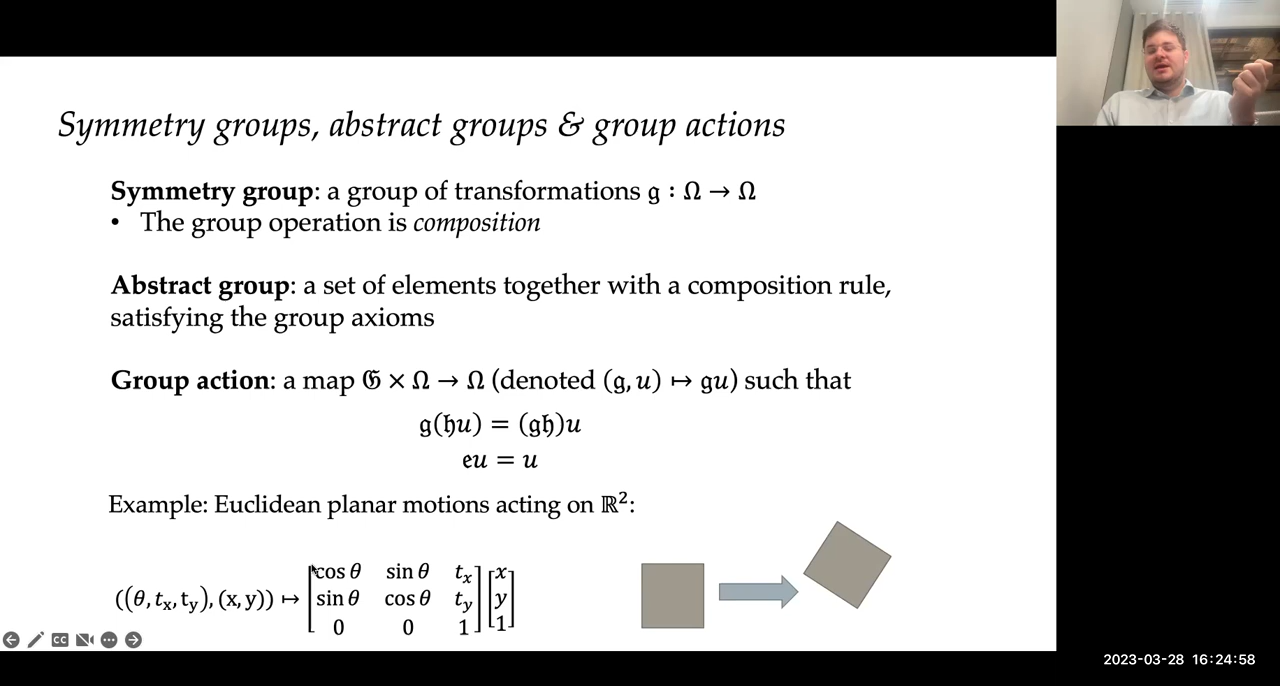 Symmetry groups, abstract groups & group actions
Symmetry group: a group of transformations 𝔤 : Ω → Ω
• The group operation is composition
Abstract group: a set of elements together with a composition rule,
satisfying the group axioms
Group action: a map 𝔊 × Ω → Ω (denoted (𝔤, u) ↦ 𝔤u) such that
𝔤(𝔥u) = (𝔤𝔥)u
𝔢u = u
Example: Euclidean planar motions acting on ℝ²:
cos θ sin θ tₓ x
((θ, tₓ, t_y), (x, y)) ↦ sin θ cos θ t_y y
0 0 1 1
CC
2023-03-28 16:24:58